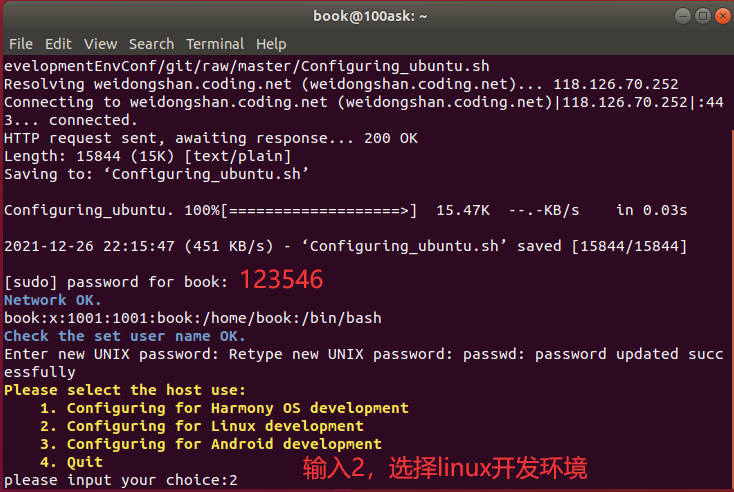 book@100ask: ~
File Edit View Search Terminal Help
evelopmentEnvConf/git/raw/master/Configuring_ubuntu.sh
Resolving weidongshan.coding.net (weidongshan.coding.net)... 118.126.70.252
Connecting to weidongshan.coding.net (weidongshan.coding.net)|118.126.70.252|:44
3... connected.
HTTP request sent, awaiting response... 200 OK
Length: 15844 (15K) [text/plain]
Saving to: ‘Configuring_ubuntu.sh’
Configuring_ubuntu. 100%[===================>] 15.47K --.-KB/s in 0.03s
2021-12-26 22:15:47 (451 KB/s) - ‘Configuring_ubuntu.sh’ saved [15844/15844]
[sudo] password for book: 123546
Network OK.
book:x:1001:1001:book:/home/book:/bin/bash
Check the set user name OK.
Enter new UNIX password: Retype new UNIX password: passwd: password updated succ
essfully
Please select the host use:
1. Configuring for Harmony OS development
2. Configuring for Linux development
3. Configuring for Android development
4. Quit
please input your choice:2 输入2，选择linux开发环境